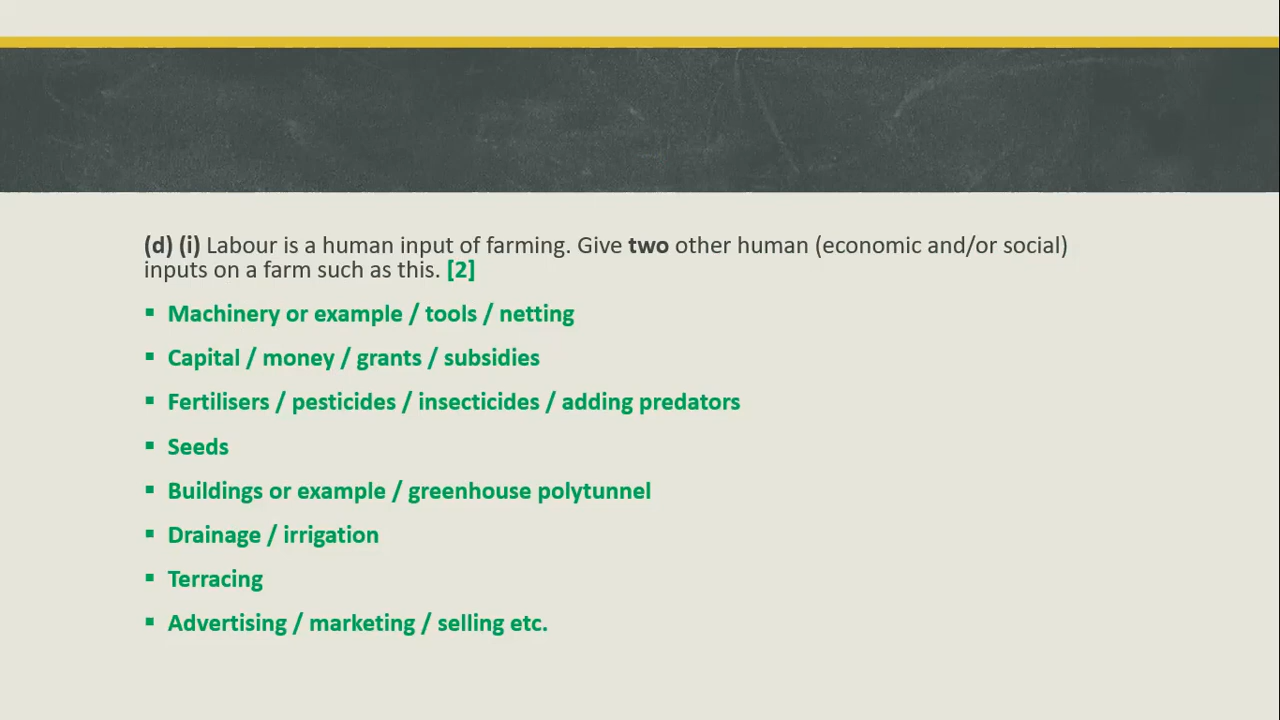 (d) (i) Labour is a human input of farming. Give two other human (economic and/or social)
inputs on a farm such as this. [2]
▪ Machinery or example / tools / netting
▪ Capital / money / grants / subsidies
▪ Fertilisers / pesticides / insecticides / adding predators
▪ Seeds
▪ Buildings or example / greenhouse polytunnel
▪ Drainage / irrigation
▪ Terracing
▪ Advertising / marketing / selling etc.